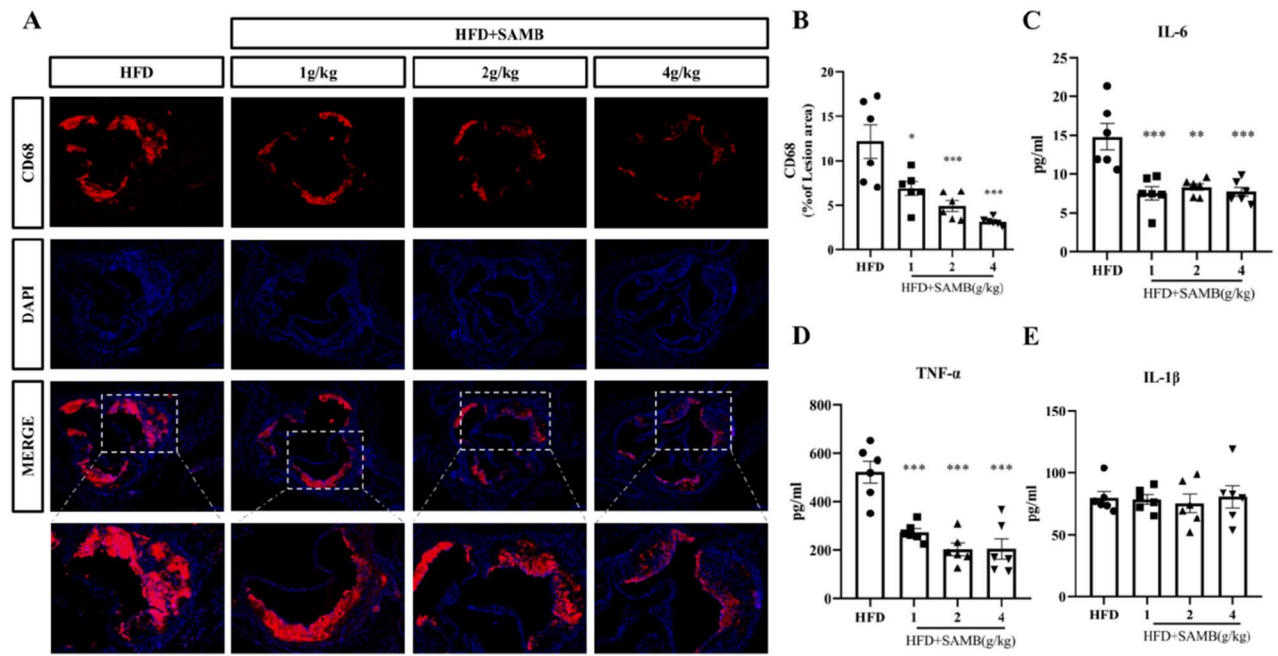 A
HFD+SAMB
HFD
1g/kg
2g/kg
4g/kg
CD68
DAPI
MERGE
B
CD68
(%of Lesion area)
20
15
10
5
0
*
***
***
HFD
1
2
4
HFD+SAMB(g/kg)
C
IL-6
pg/ml
25
20
15
10
5
0
***
**
***
HFD
1
2
4
HFD+SAMB(g/kg)
D
TNF-α
pg/ml
800
600
400
200
0
***
***
***
HFD
1
2
4
HFD+SAMB(g/kg)
E
IL-1β
pg/ml
150
100
50
0
HFD
1
2
4
HFD+SAMB(g/kg)